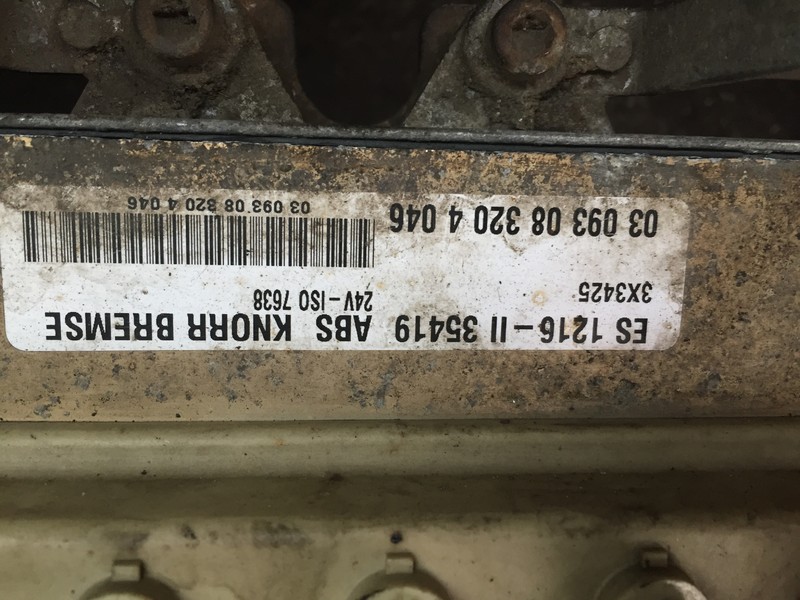 ES 1216-II 35419 ABS KNORR BREMSE
3X3425
24V-ISO 7638
03 093 08 320 4 046
03 093 08 320 4 046